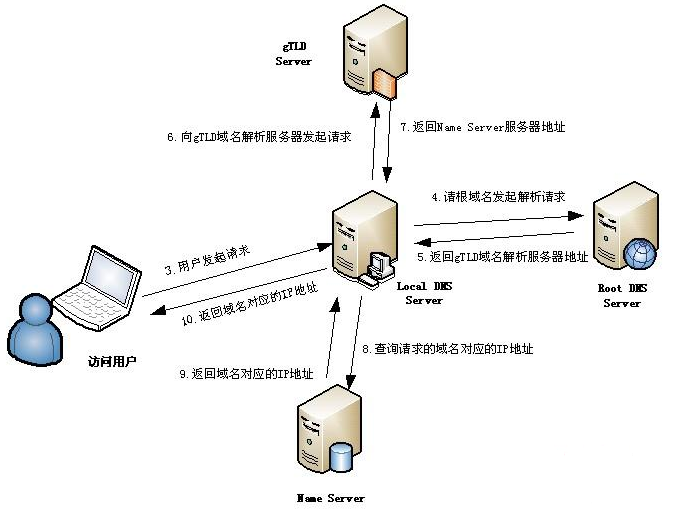 gTLD
Server
6.向gTLD域名解析服务器发起请求
7.返回Name Server服务器地址
4.请根域名发起解析请求
3.用户发起请求
5.返回gTLD域名解析服务器地址
Local DNS
Server
Root DNS
Server
10.返回域名对应的IP地址
访问用户
8.查询请求的域名对应的IP地址
9.返回域名对应的IP地址
Name Server